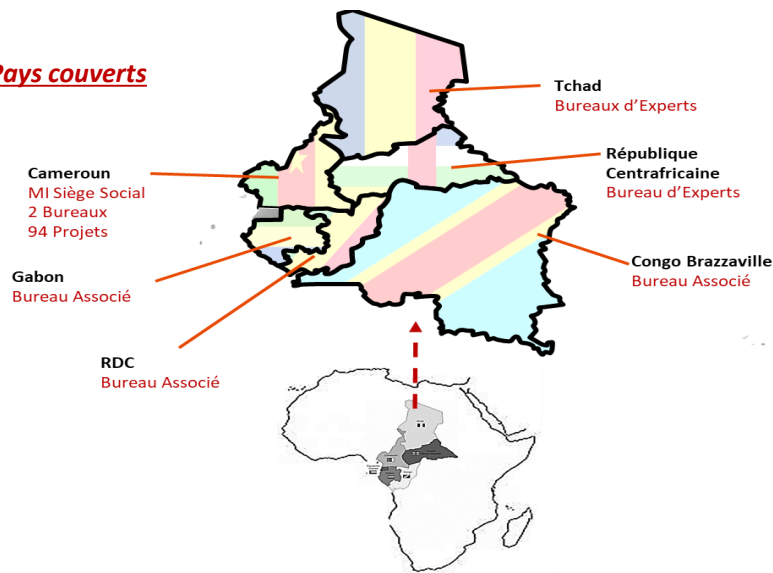 Pays couverts
Tchad
Bureaux d'Experts
République
Centrafricaine
Bureau d'Experts
Cameroun
MI Siège Social
2 Bureaux
94 Projets
Congo Brazzaville
Bureau Associé
Gabon
Bureau Associé
RDC
Bureau Associé